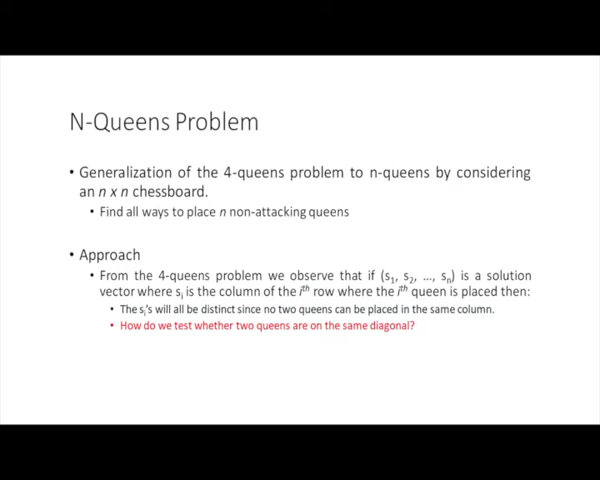 N-Queens Problem
• Generalization of the 4-queens problem to n-queens by considering
an n x n chessboard.
• Find all ways to place n non-attacking queens
• Approach
• From the 4-queens problem we observe that if (s1, s2, ..., sn) is a solution
vector where si is the column of the ith row where the ith queen is placed then:
• The si's will all be distinct since no two queens can be placed in the same column.
• How do we test whether two queens are on the same diagonal?